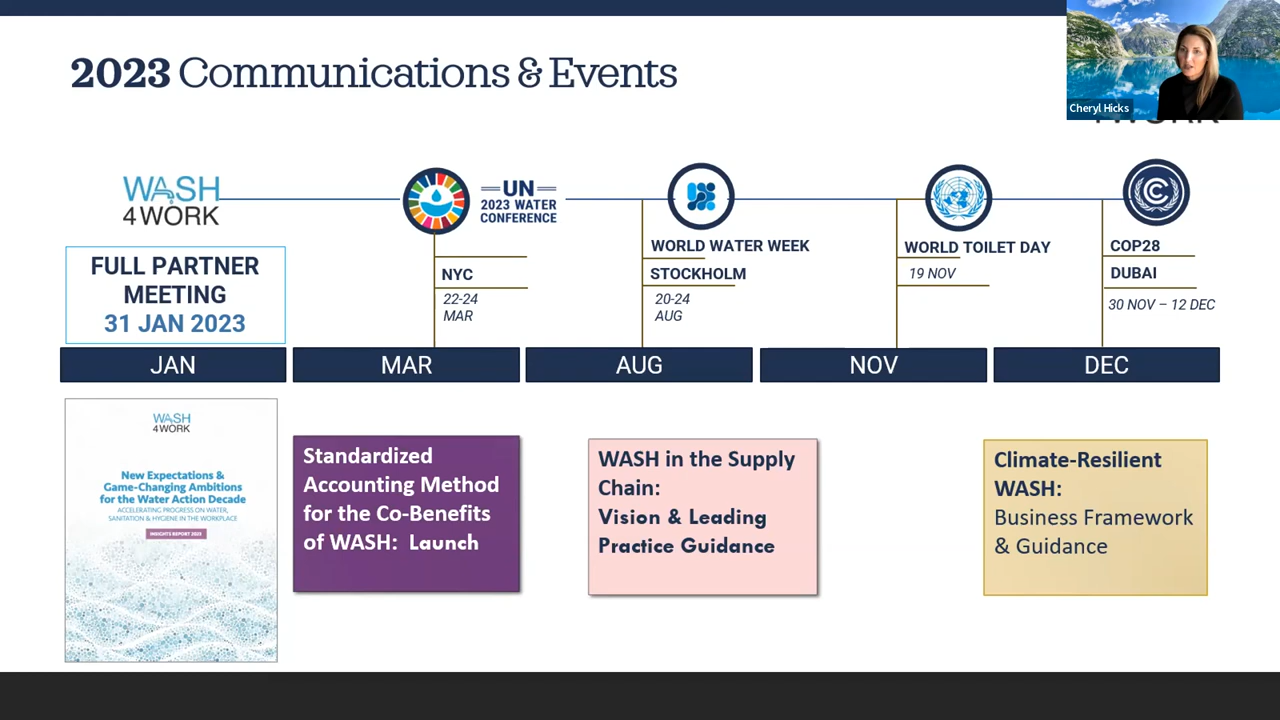 2023 Communications & Events
Cheryl Hicks
WASH
4WORK
UN
2023 WATER
CONFERENCE
FULL PARTNER
MEETING
31 JAN 2023
NYC
22-24
MAR
WORLD WATER WEEK
STOCKHOLM
20-24
AUG
WORLD TOILET DAY
19 NOV
COP28
DUBAI
30 NOV – 12 DEC
JAN
MAR
AUG
NOV
DEC
WASH
4WORK
New Expectations &
Game-Changing Ambitions
for the Water Action Decade
ACCELERATING PROGRESS ON WATER,
SANITATION & HYGIENE IN THE WORKPLACE
INSIGHTS REPORT 2023
Standardized
Accounting Method
for the Co-Benefits
of WASH: Launch
WASH in the Supply
Chain:
Vision & Leading
Practice Guidance
Climate-Resilient
WASH:
Business Framework
& Guidance